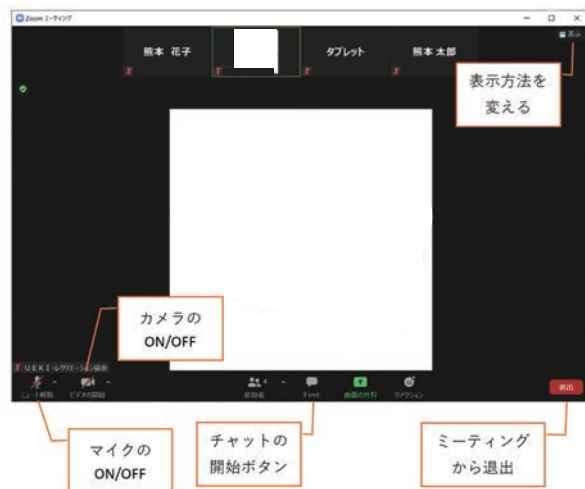 Zoom ミーティング
熊本 花子
タブレット
熊本 太郎
表示
表示方法を
変える
カメラの
ON/OFF
UEKI-レクリエーション協会
ミュート解除
ビデオの開始
参加者
4
チャット
画面の共有
リアクション
退出
マイクの
ON/OFF
チャットの
開始ボタン
ミーティング
から退出